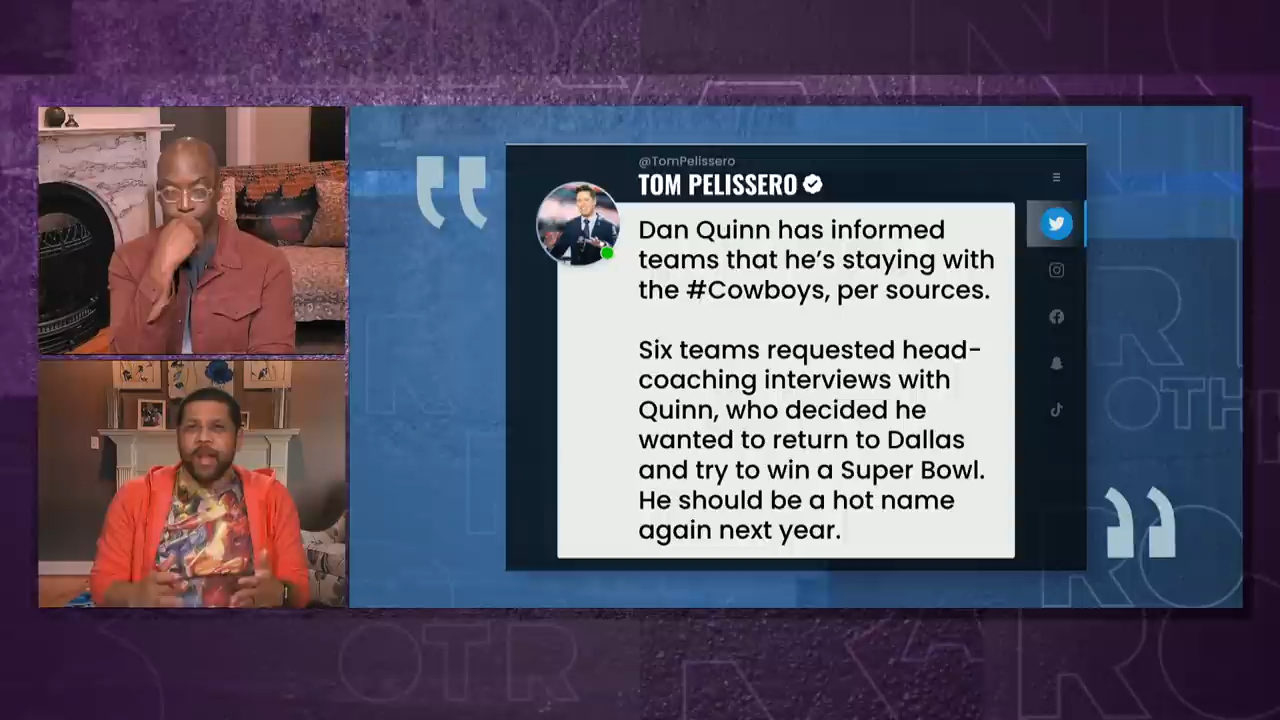 @TomPelissero
TOM PELISSERO
Dan Quinn has informed
teams that he's staying with
the #Cowboys, per sources.
Six teams requested head-
coaching interviews with
Quinn, who decided he
wanted to return to Dallas
and try to win a Super Bowl.
He should be a hot name
again next year.
OTR